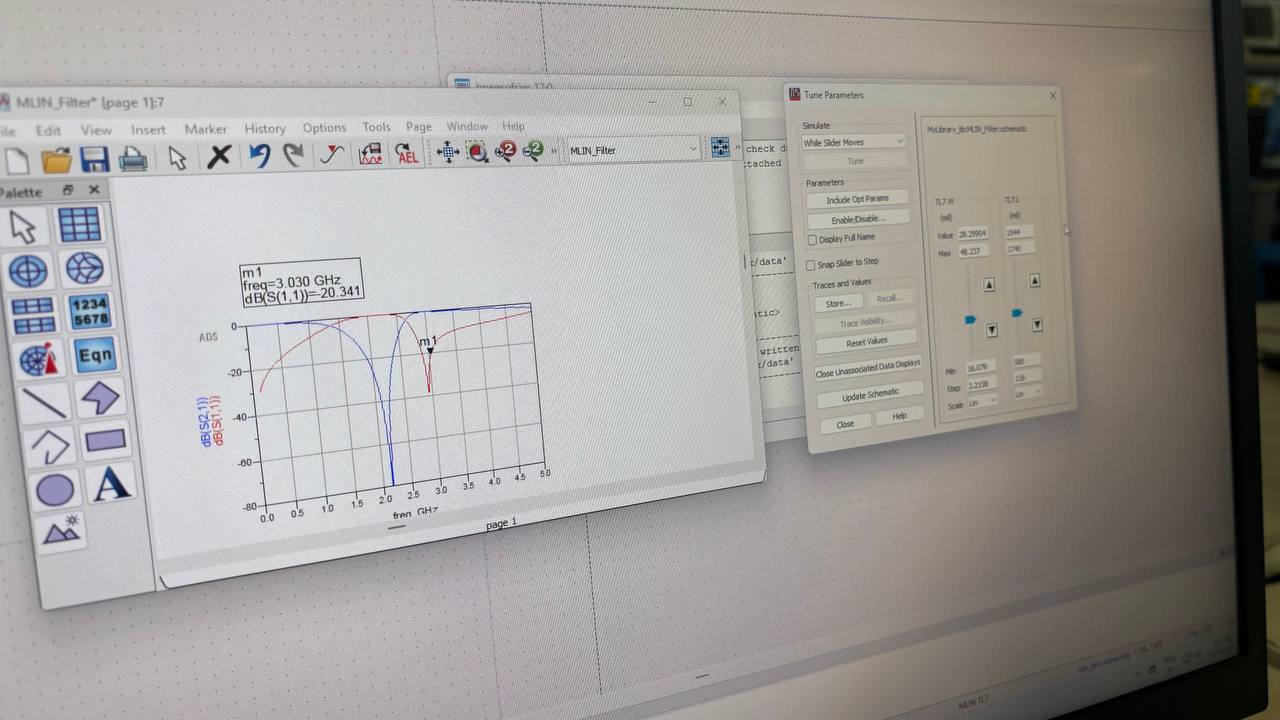 MLIN_Filter* [page 1]:7
File Edit View Insert Marker History Options Tools Page Window Help
2 2
AEL
MLIN_Filter
Palette
1234
5678
Eqn
A
m1
freq=3.030 GHz
dB(S(1,1))=-20.341
ADS
m1
0
-20
-40
-60
-80
dB(S(2,1))
dB(S(1,1))
0.0 0.5 1.0 1.5 2.0 2.5 3.0 3.5 4.0 4.5 5.0
freq, GHz
page 1
check d
tached
/data'
atic>
written
/data'
Tune Parameters
Simulate
While Slider Moves
Tune
Parameters
Include Opt Params
Enable/Disable...
Display Full Name
Snap Slider to Step
Traces and Values
Store... Recall...
Trace Visibility...
Reset Values
Close Unassociated Data Displays
Update Schematic
Close Help
MyLibrary_lib:MLIN_Filter:schematic
TL7.W TL7.L
(mil) (mil)
Value 28.29904 1044
Max 48.237 1740
Min 16.079 580
Step 3.2158 116
Scale Lin Lin
MLIN TL7